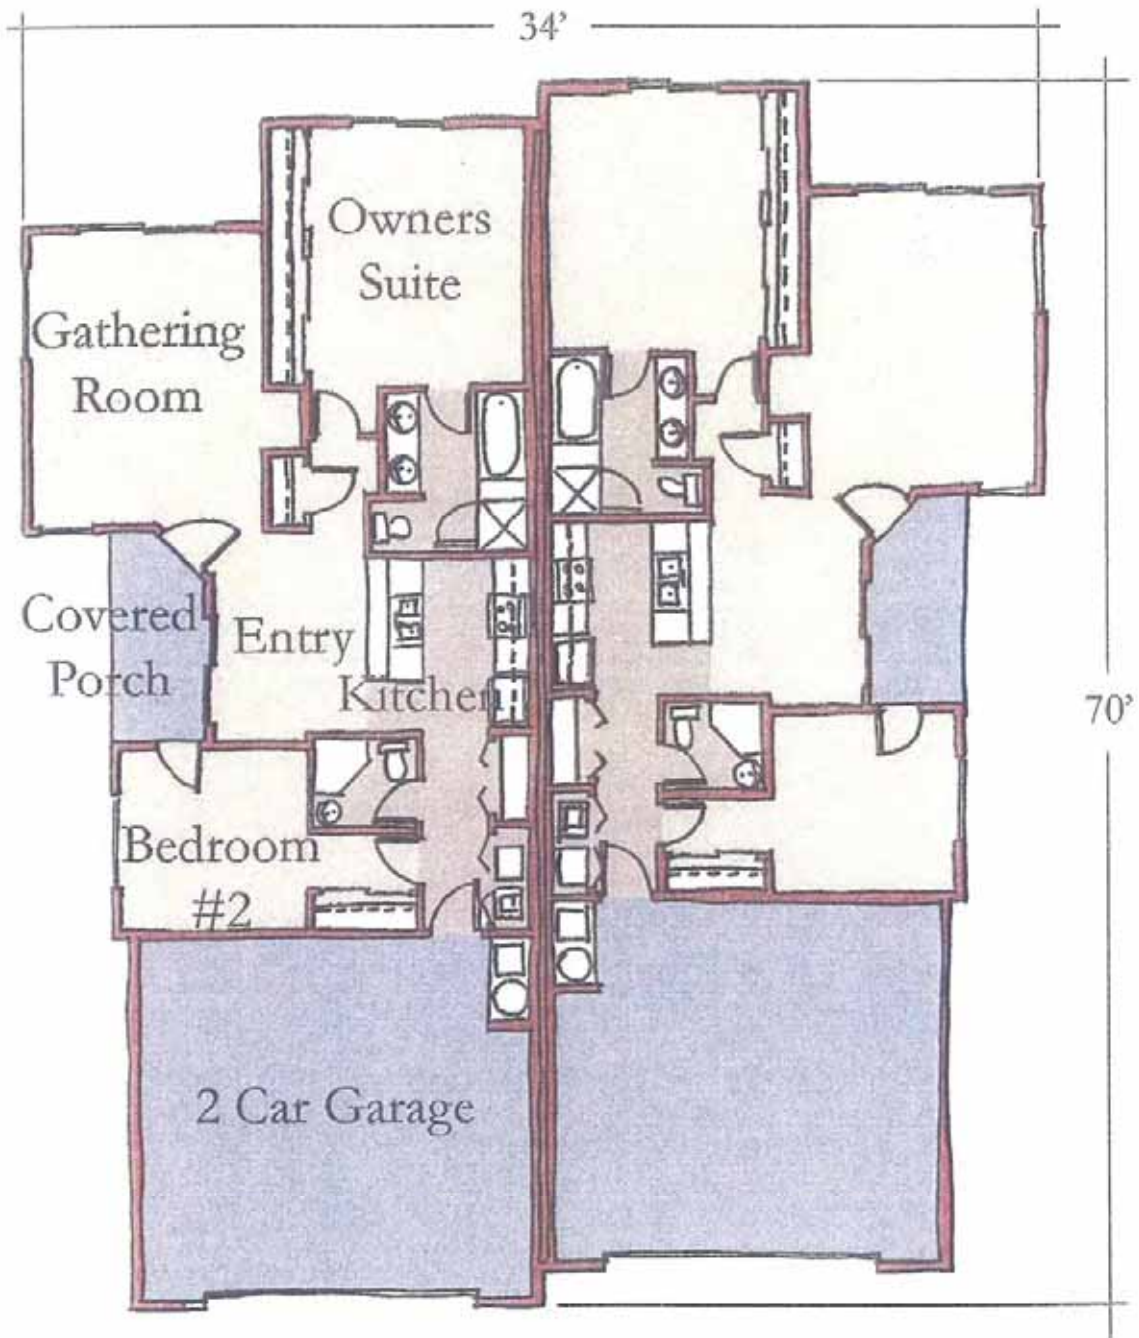 34’
Owners
Suite
Gathering
Room
Covered
Porch
Entry
Kitchen
70’
Bedroom
#2
2 Car Garage